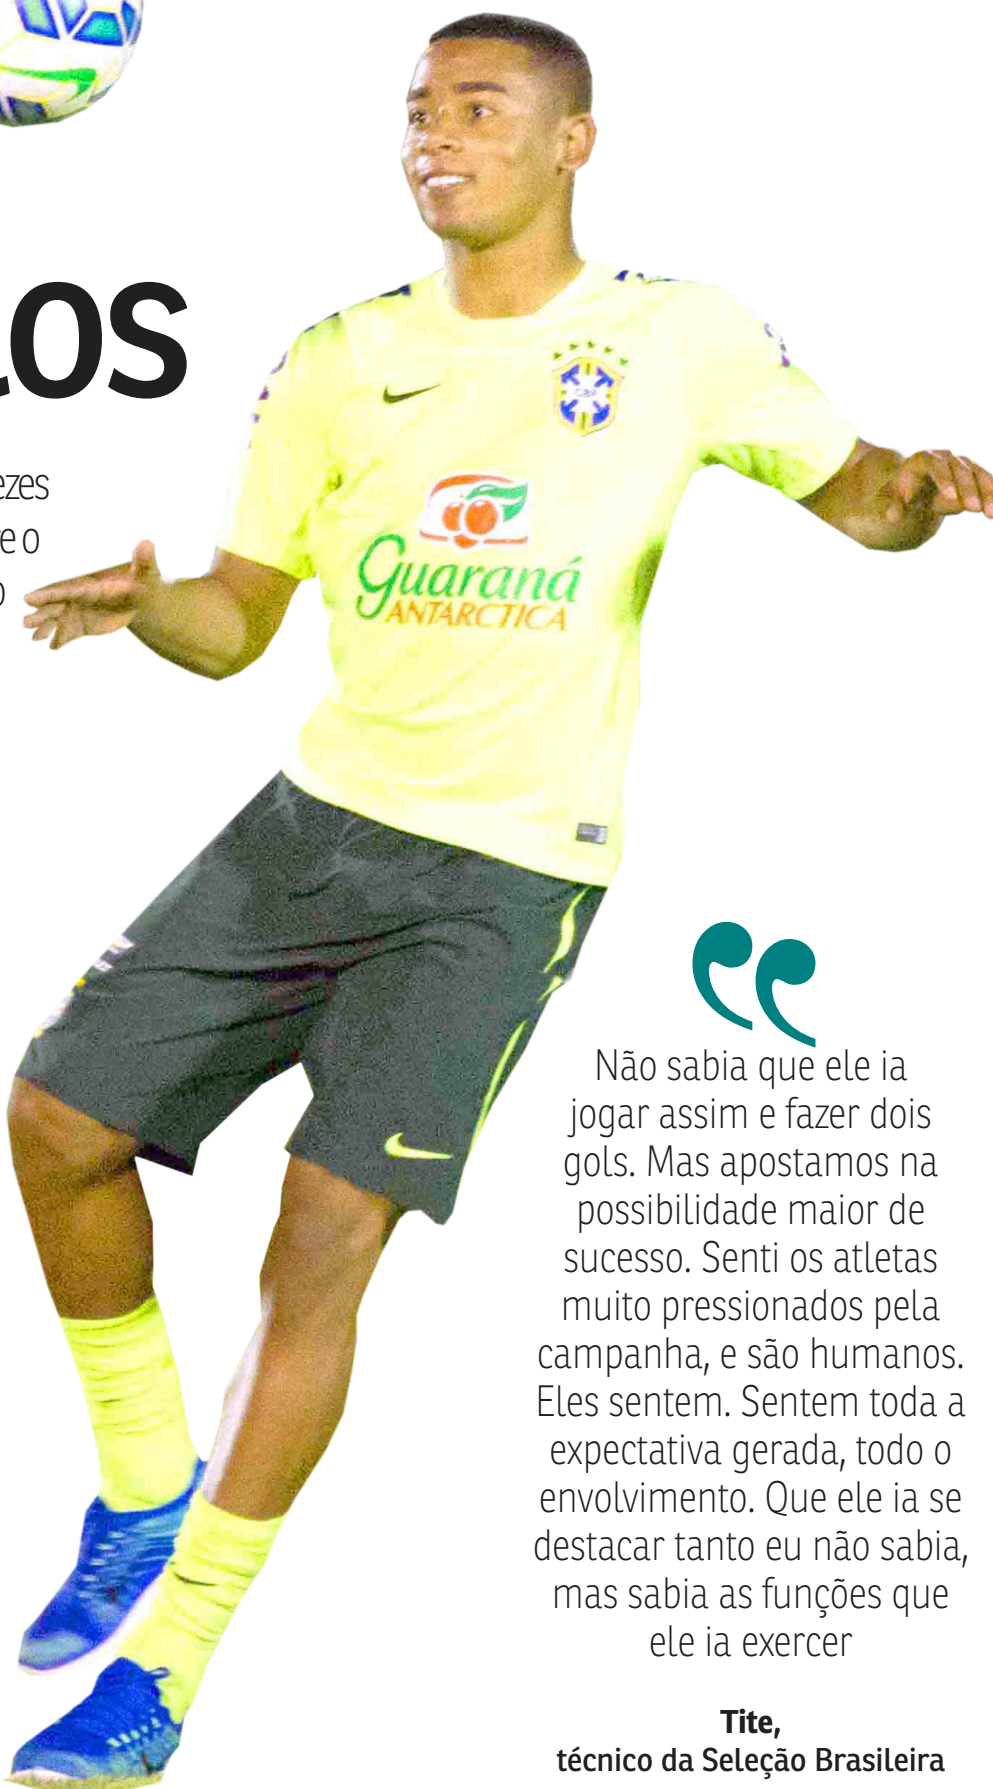 los
ezes
e o
o
CBF
Guaraná
ANTARCTICA
Não sabia que ele ia
jogar assim e fazer dois
gols. Mas apostamos na
possibilidade maior de
sucesso. Senti os atletas
muito pressionados pela
campanha, e são humanos.
Eles sentem. Sentem toda a
expectativa gerada, todo o
envolvimento. Que ele ia se
destacar tanto eu não sabia,
mas sabia as funções que
ele ia exercer
Tite,
técnico da Seleção Brasileira